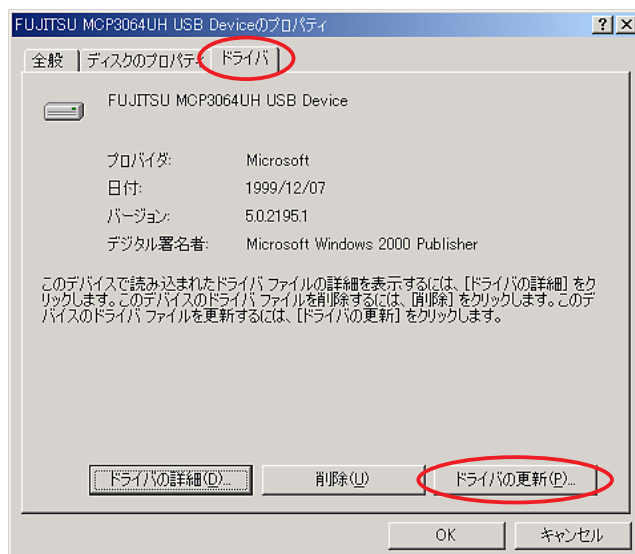 FUJITSU MCP3064UH USB Deviceのプロパティ
全般 ディスクのプロパティ ドライバ
FUJITSU MCP3064UH USB Device
プロバイダ: Microsoft
日付: 1999/12/07
バージョン: 5.0.2195.1
デジタル署名者: Microsoft Windows 2000 Publisher
このデバイスで読み込まれたドライバ ファイルの詳細を表示するには、[ドライバの詳細] をク
リックします。このデバイスのドライバ ファイルを削除するには、[削除] をクリックします。このデ
バイスのドライバ ファイルを更新するには、[ドライバの更新] をクリックします。
ドライバの詳細(D)... 削除(U) ドライバの更新(P)...
OK キャンセル